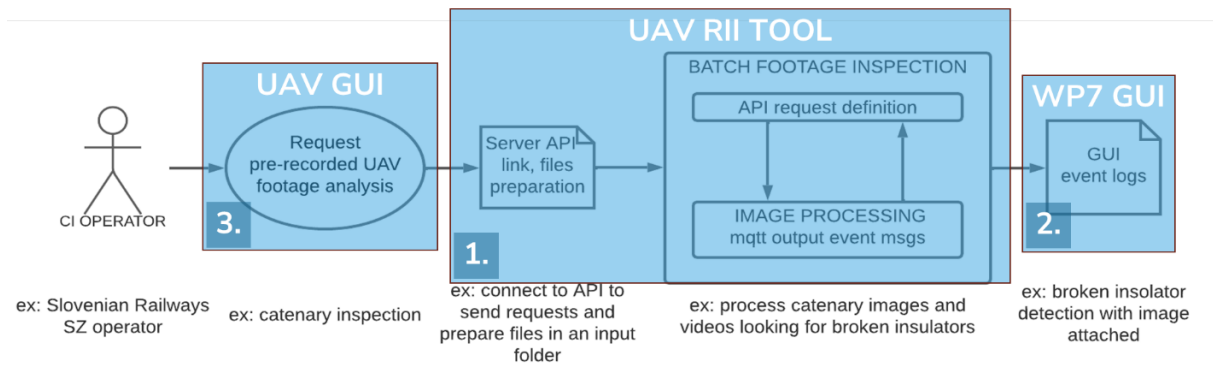 UAV RII TOOL
UAV GUI
BATCH FOOTAGE INSPECTION
WP7 GUI
API request definition
Request
pre-recorded UAV
footage analysis
Server API
link, files
preparation
GUI
event logs
CI OPERATOR
3.
IMAGE PROCESSING
mqtt output event msgs
2.
1.
ex: Slovenian Railways
SZ operator
ex: catenary inspection
ex: connect to API to
send requests and
prepare files in an input
folder
ex: process catenary images and
videos looking for broken insulators
ex: broken insolator
detection with image
attached